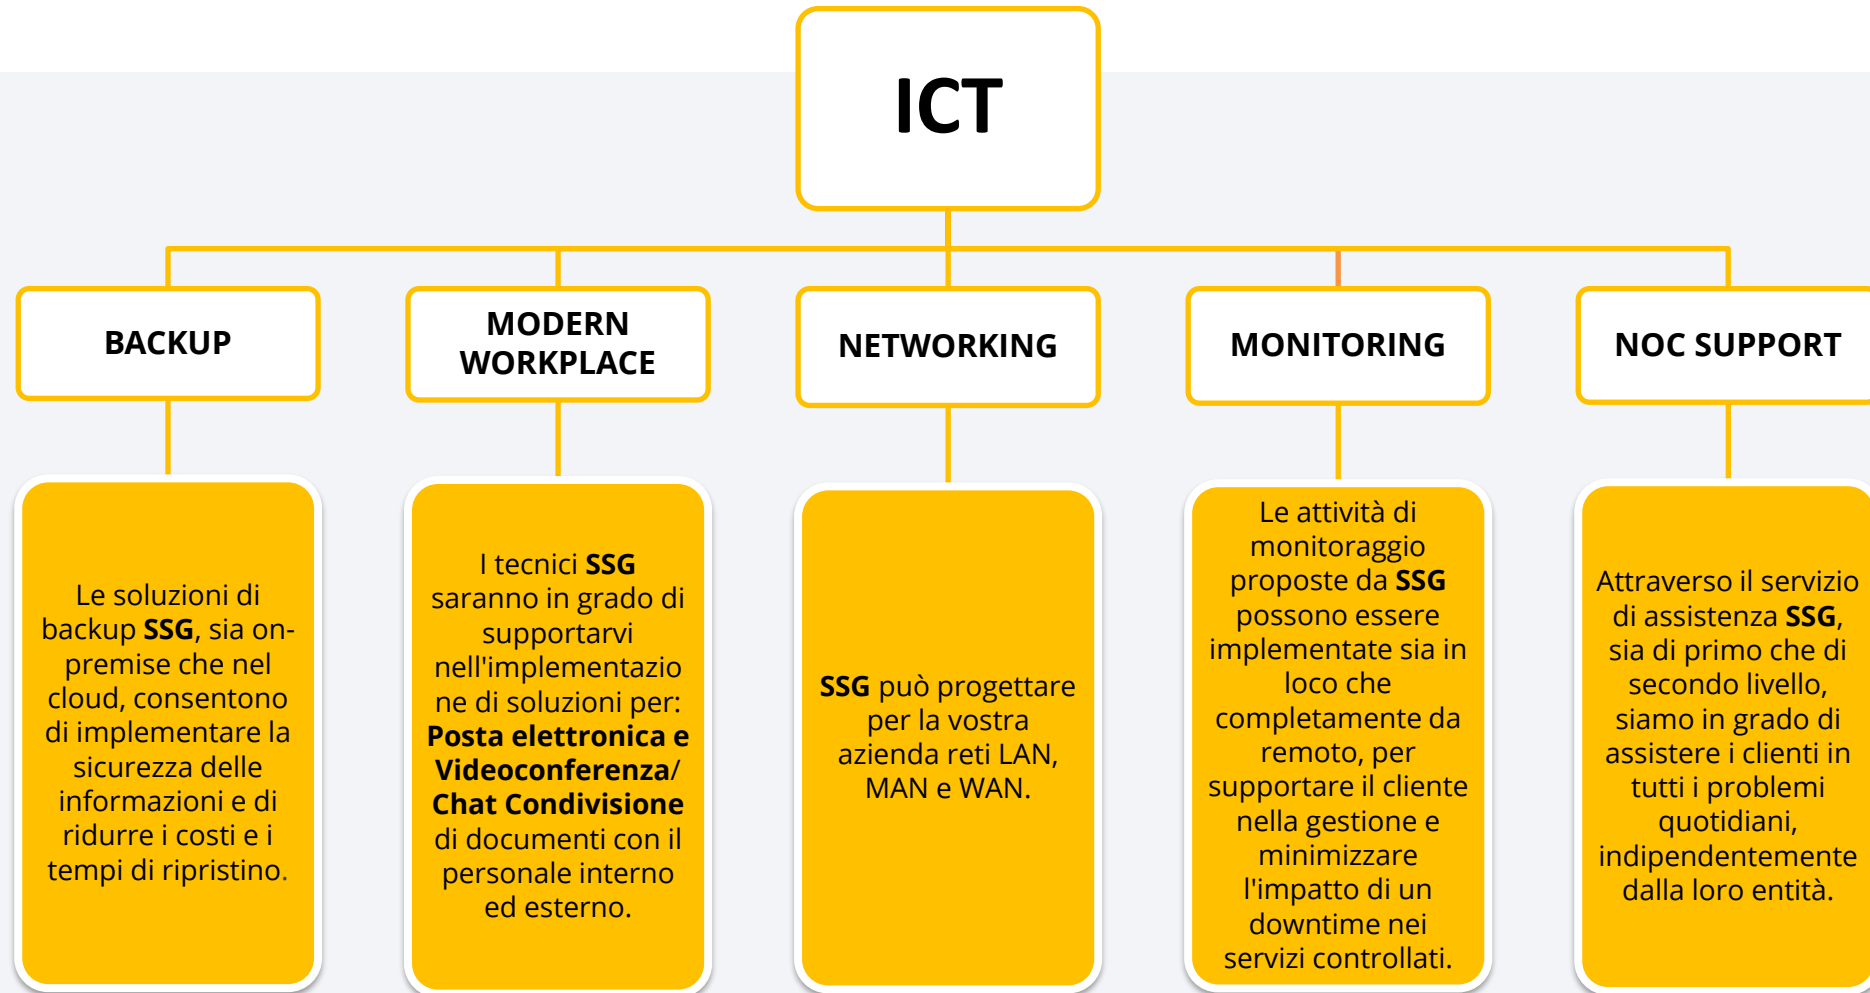 ICT
BACKUP
MODERN
WORKPLACE
NETWORKING
MONITORING
NOC SUPPORT
Le soluzioni di
backup SSG, sia on-
premise che nel
cloud, consentono
di implementare la
sicurezza delle
informazioni e di
ridurre i costi e i
tempi di ripristino.
I tecnici SSG
saranno in grado di
supportarvi
nell'implementazio
ne di soluzioni per:
Posta elettronica e
Videoconferenza/
Chat Condivisione
di documenti con il
personale interno
ed esterno.
SSG può progettare
per la vostra
azienda reti LAN,
MAN e WAN.
Le attività di
monitoraggio
proposte da SSG
possono essere
implementate sia in
loco che
completamente da
remoto, per
supportare il cliente
nella gestione e
minimizzare
l'impatto di un
downtime nei
servizi controllati.
Attraverso il servizio
di assistenza SSG,
sia di primo che di
secondo livello,
siamo in grado di
assistere i clienti in
tutti i problemi
quotidiani,
indipendentemente
dalla loro entità.